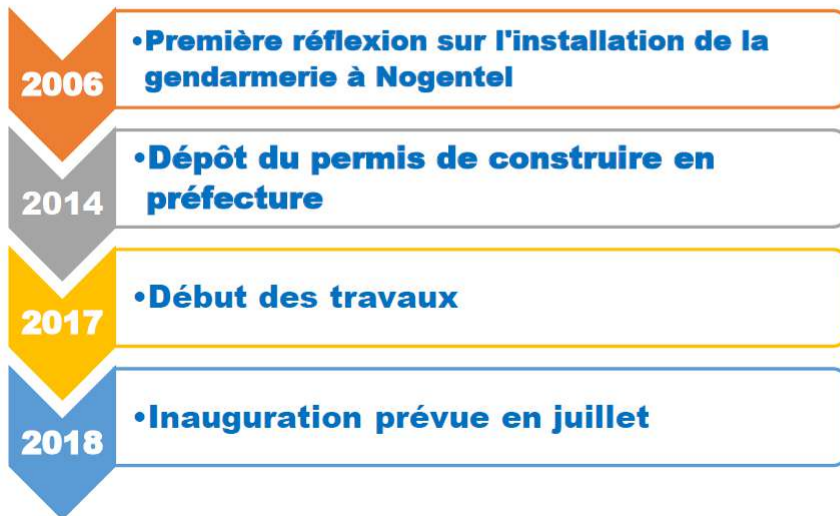 2006
•Première réflexion sur l'installation de la
gendarmerie à Nogentel
2014
•Dépôt du permis de construire en
préfecture
2017
•Début des travaux
2018
•Inauguration prévue en juillet